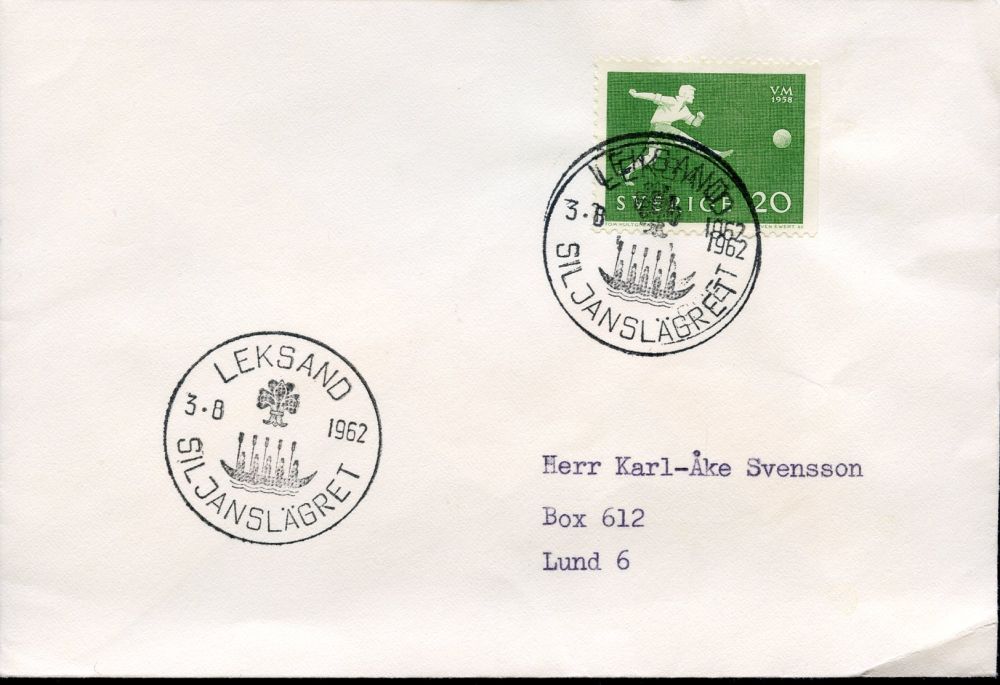 VM
1958
SVERIGE 20
LEKSAND
3·8 1962
SILJANSLÄGRET
LEKSAND
3·8 1962
SILJANSLÄGRET
Herr Karl-Åke Svensson
Box 612
Lund 6